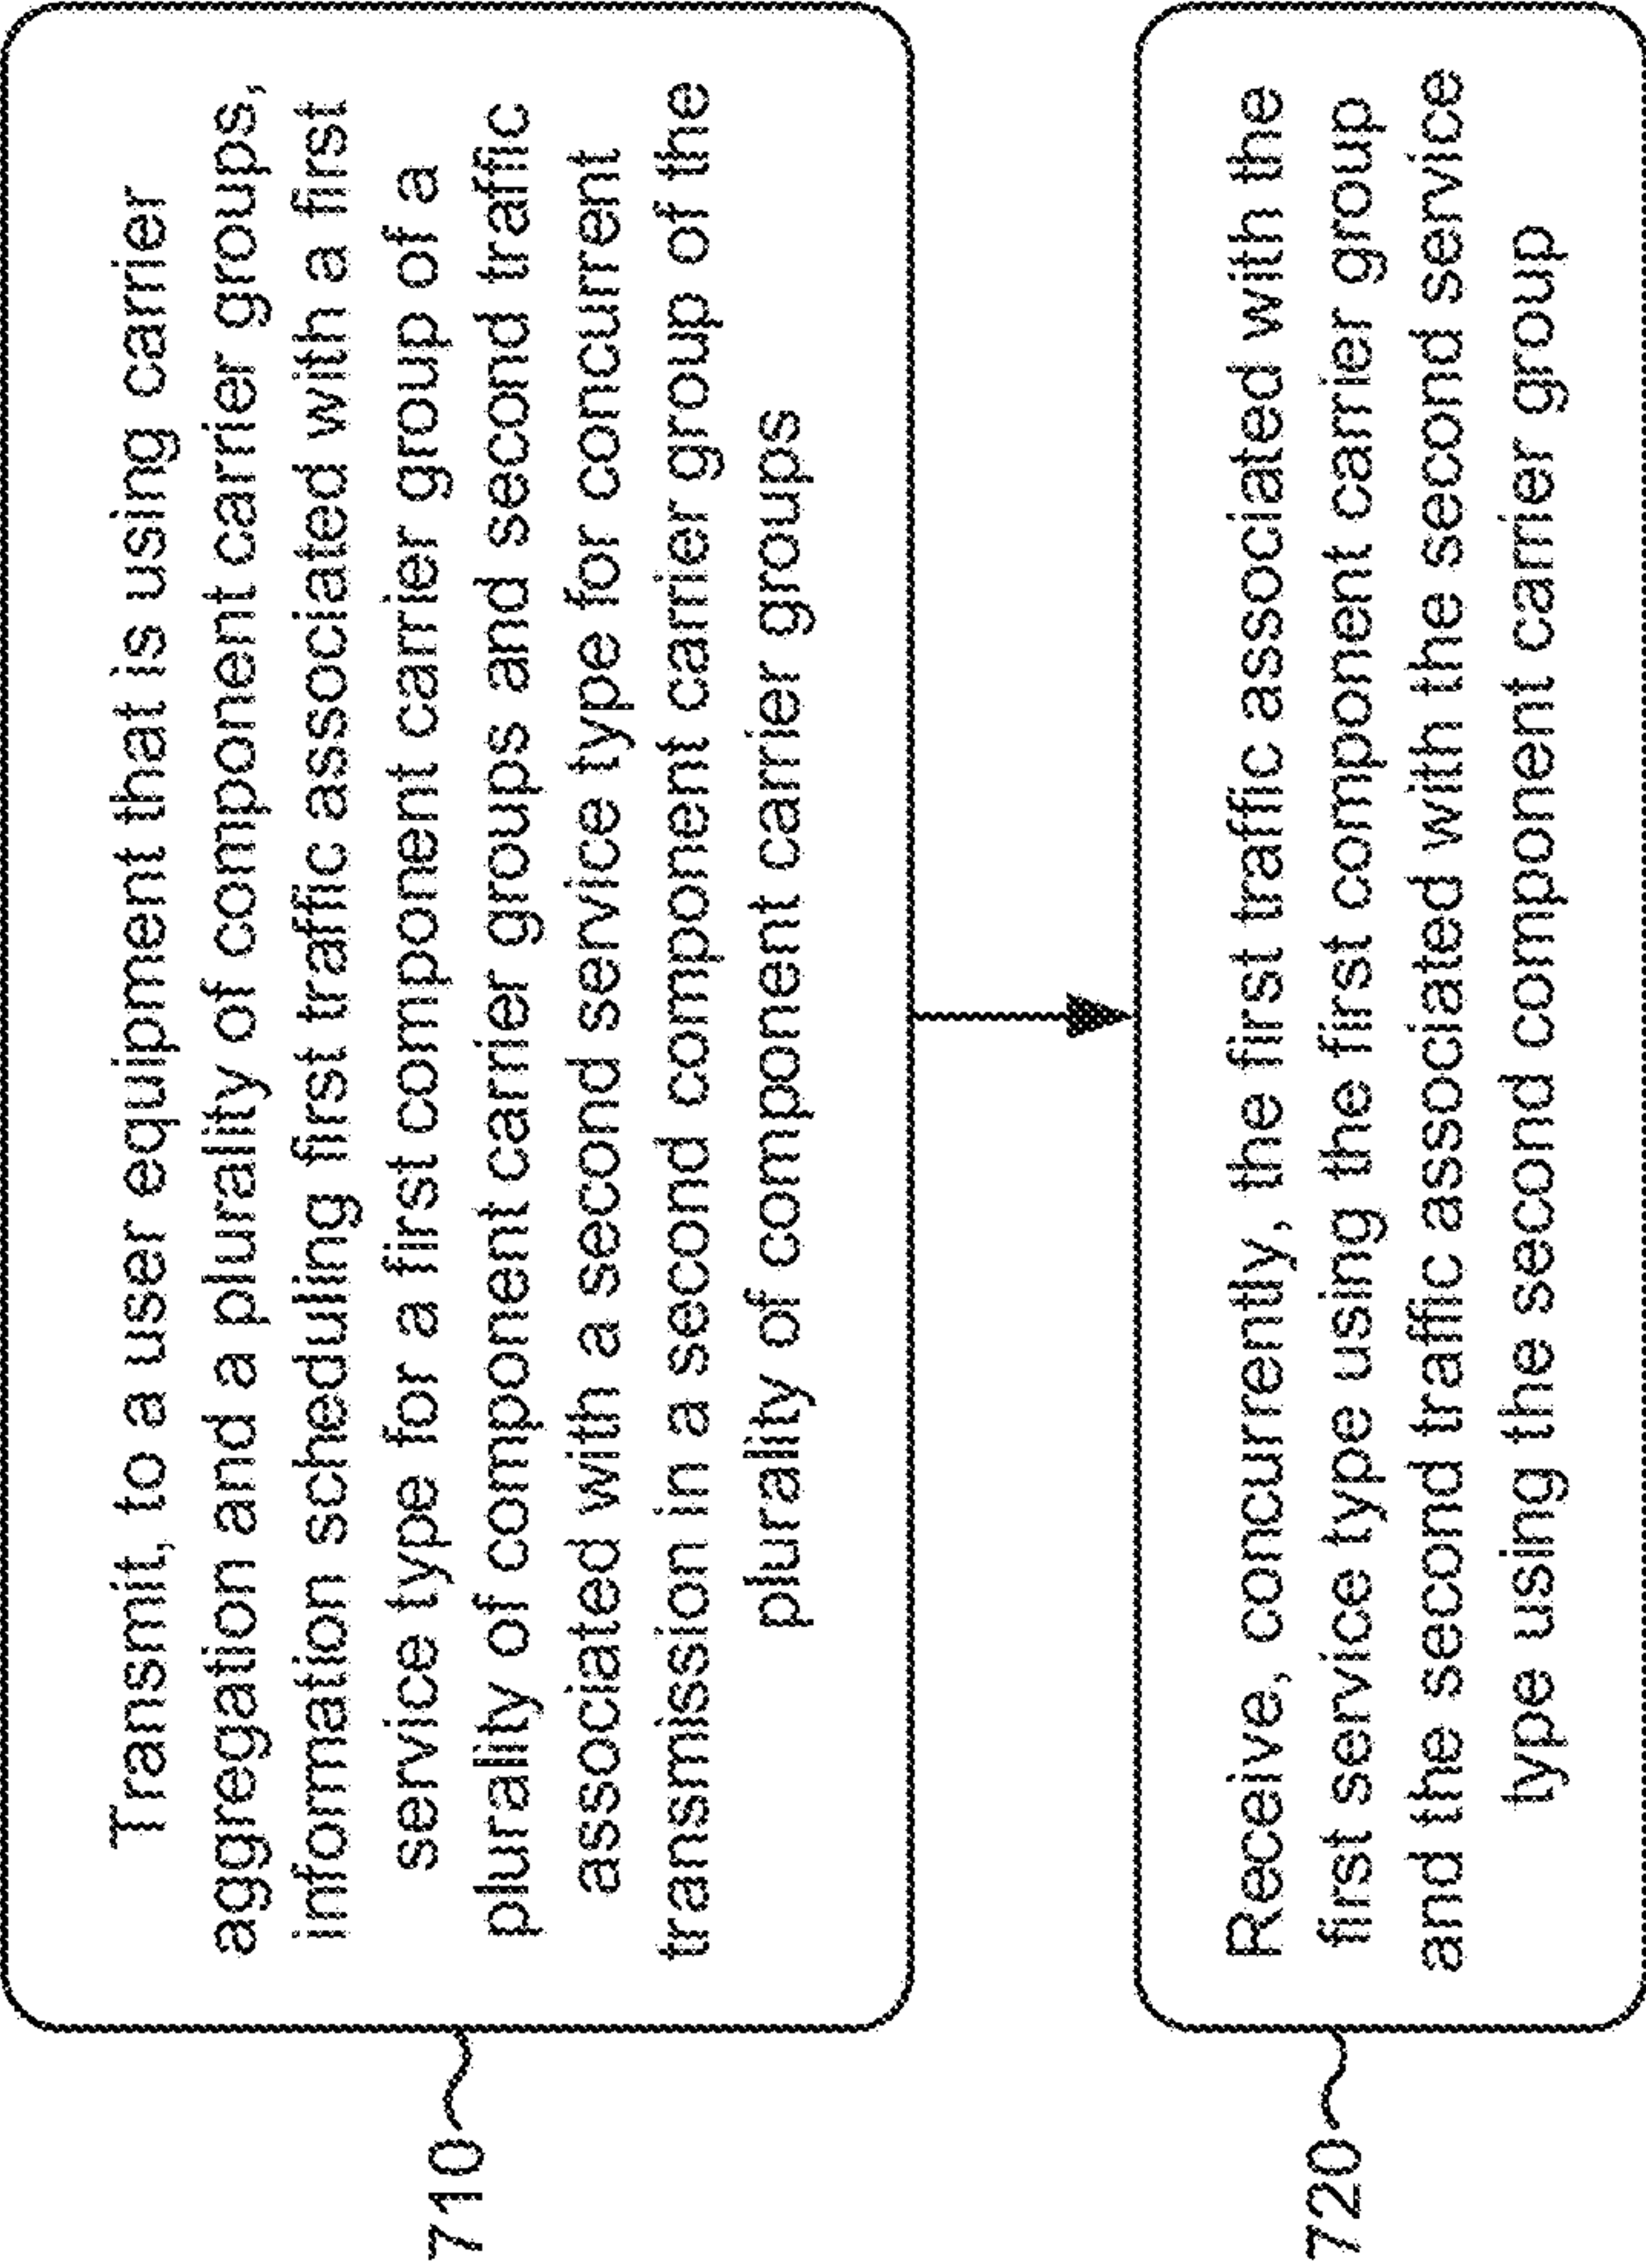 710
Transmit, to a user equipment that is using carrier
aggregation and a plurality of component carrier groups,
information scheduling first traffic associated with a first
service type for a first component carrier group of a
plurality of component carrier groups and second traffic
associated with a second service type for concurrent
transmission in a second component carrier group of the
plurality of component carrier groups
720
Receive, concurrently, the first traffic associated with the
first service type using the first component carrier group
and the second traffic associated with the second service
type using the second component carrier group